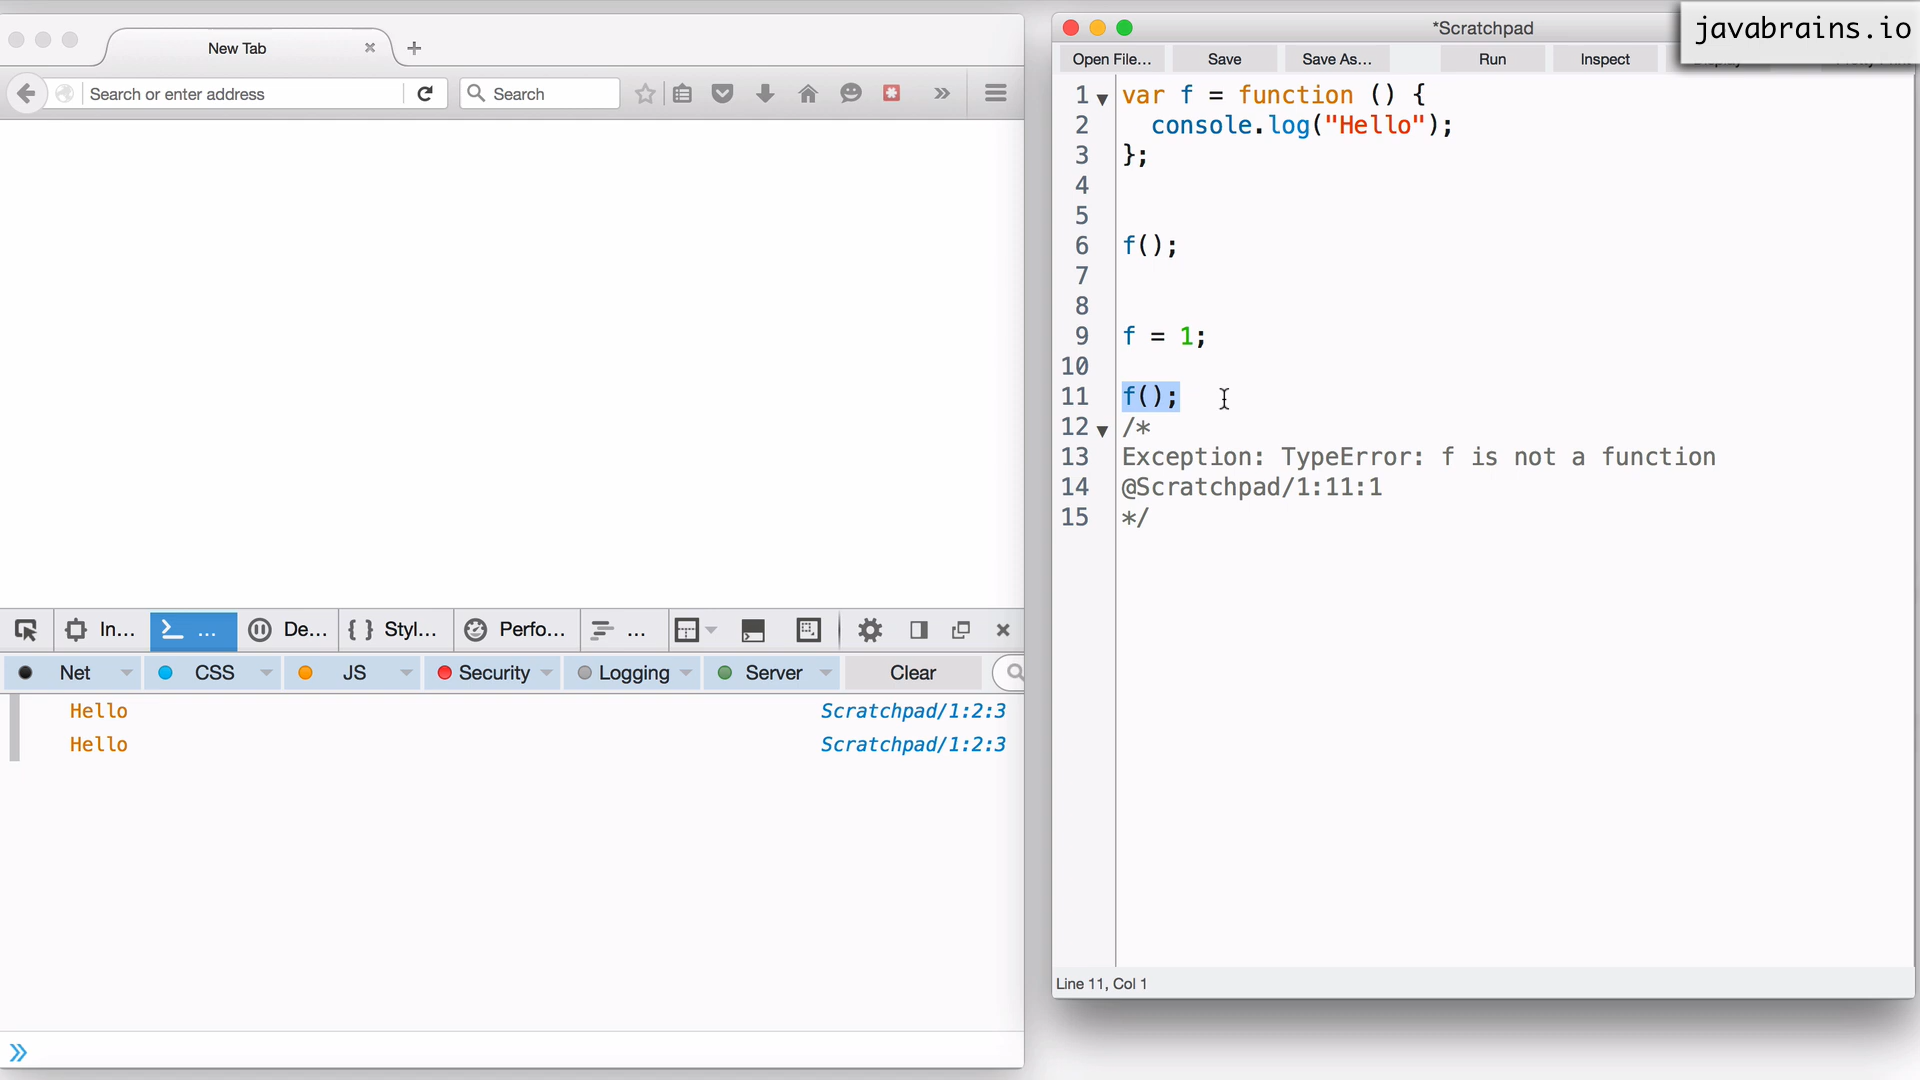 New Tab
Search or enter address
Search
In...
...
De...
{ } Styl...
Perfo...
...
Net
CSS
JS
Security
Logging
Server
Clear
Hello Scratchpad/1:2:3
Hello Scratchpad/1:2:3
*Scratchpad
javabrains.io
Open File...
Save
Save As...
Run
Inspect
1 var f = function () {
2 console.log("Hello");
3 };
4
5
6 f();
7
8
9 f = 1;
10
11 f();
12 /*
13 Exception: TypeError: f is not a function
14 @Scratchpad/1:11:1
15 */
Line 11, Col 1